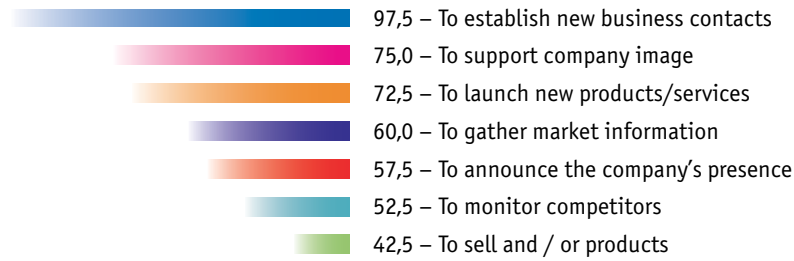 97,5 – To establish new business contacts
75,0 – To support company image
72,5 – To launch new products/services
60,0 – To gather market information
57,5 – To announce the company’s presence
52,5 – To monitor competitors
42,5 – To sell and / or products